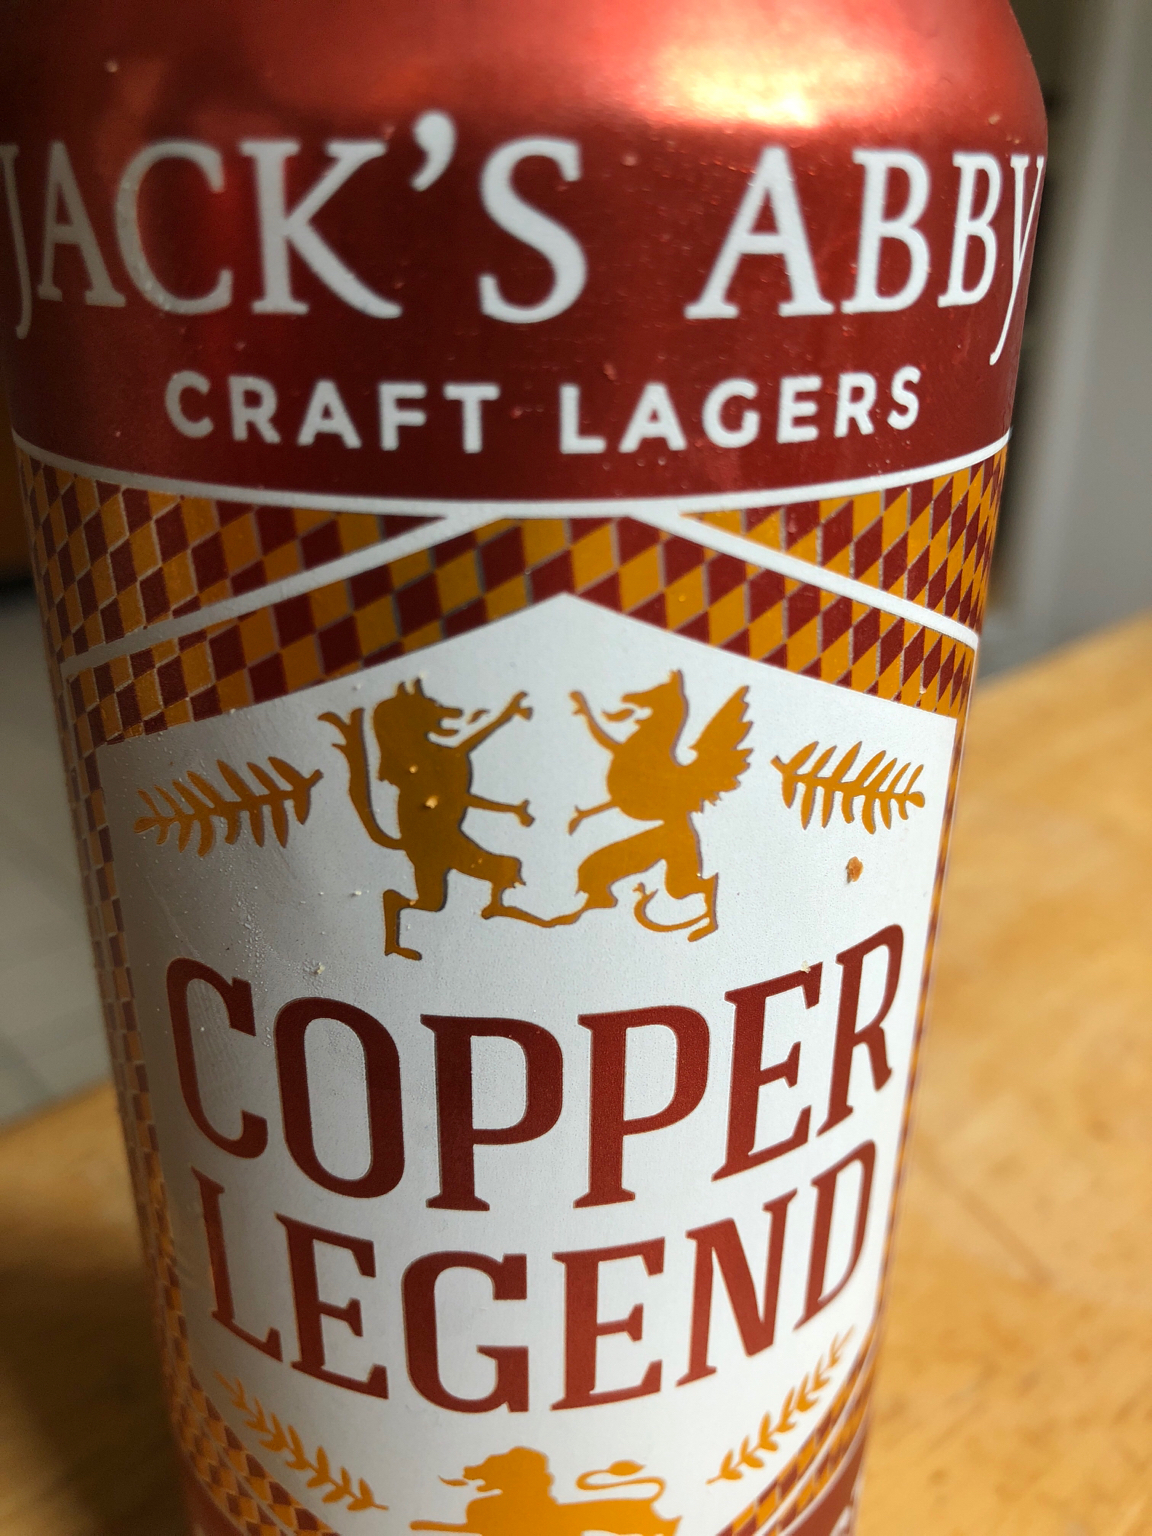 JACK'S ABBY
CRAFT LAGERS
COPPER
LEGEND